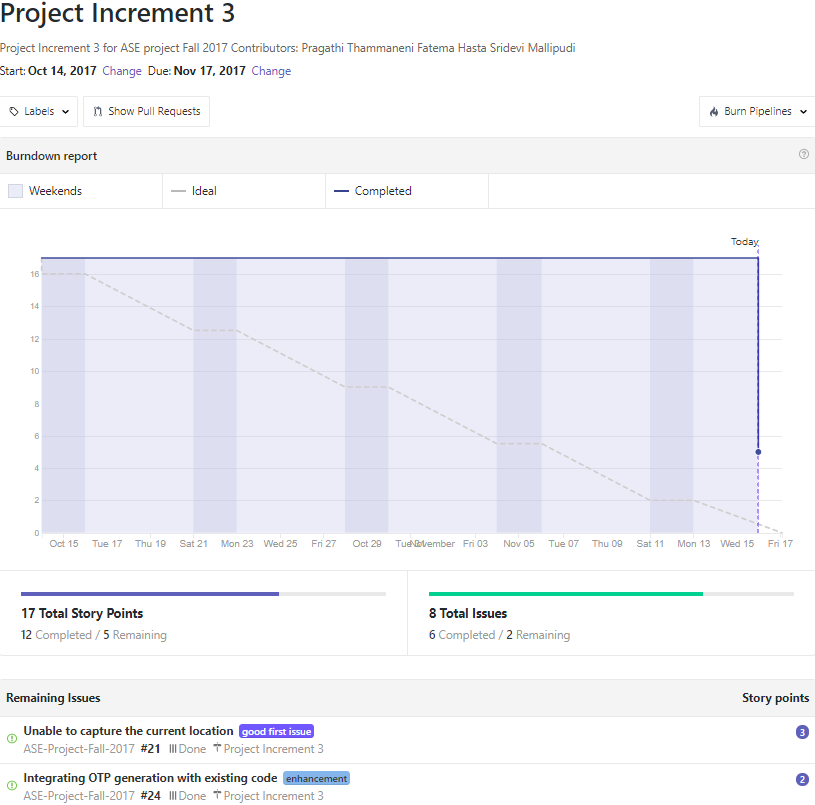 Project Increment 3
Project Increment 3 for ASE project Fall 2017 Contributors: Pragathi Thammaneni Fatema Hasta Sridevi Mallipudi
Start: Oct 14, 2017 Change Due: Nov 17, 2017 Change
Labels Show Pull Requests Burn Pipelines
Burndown report
Weekends Ideal Completed
Today
16
14
12
10
8
6
4
2
0
Oct 15 Tue 17 Thu 19 Sat 21 Mon 23 Wed 25 Fri 27 Oct 29 Tue 31 November Fri 03 Nov 05 Tue 07 Thu 09 Sat 11 Mon 13 Wed 15 Fri 17
17 Total Story Points 8 Total Issues
12 Completed / 5 Remaining 6 Completed / 2 Remaining
Remaining Issues Story points
Unable to capture the current location good first issue 3
ASE-Project-Fall-2017 #21 Done Project Increment 3
Integrating OTP generation with existing code enhancement 2
ASE-Project-Fall-2017 #24 Done Project Increment 3